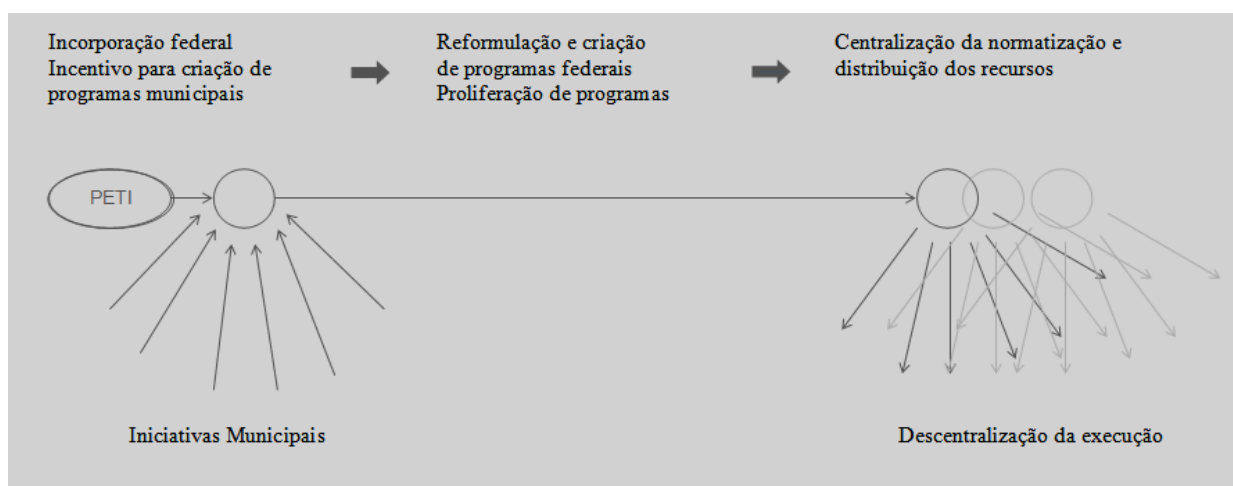 Incorporação federal
Incentivo para criação de
programas municipais
Reformulação e criação
de programas federais
Proliferação de programas
Centralização da normatização e
distribuição dos recursos
PETI
Iniciativas Municipais
Descentralização da execução